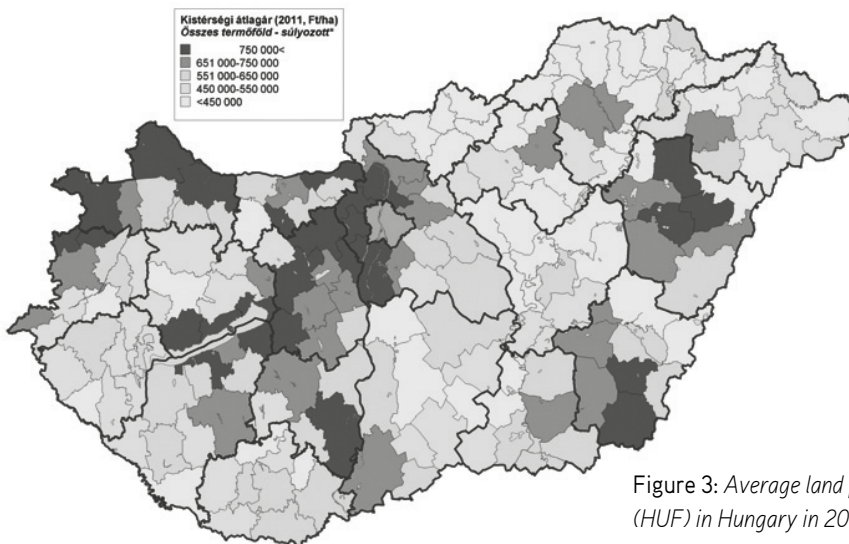 Kistérségi átlagár (2011, Ft/ha)
Összes termőföld - súlyozott*
750 000<
651 000-750 000
551 000-650 000
450 000-550 000
<450 000
Figure 3: Average land
(HUF) in Hungary in 20